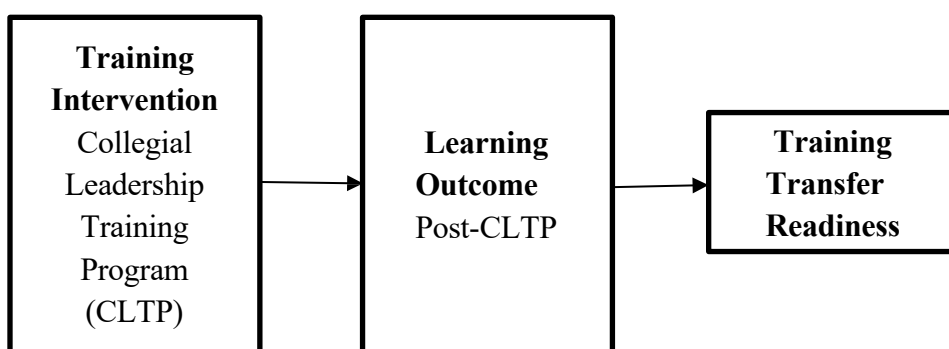 Training
Intervention
Collegial
Leadership
Training
Program
(CLTP)
Learning
Outcome
Post-CLTP
Training
Transfer
Readiness